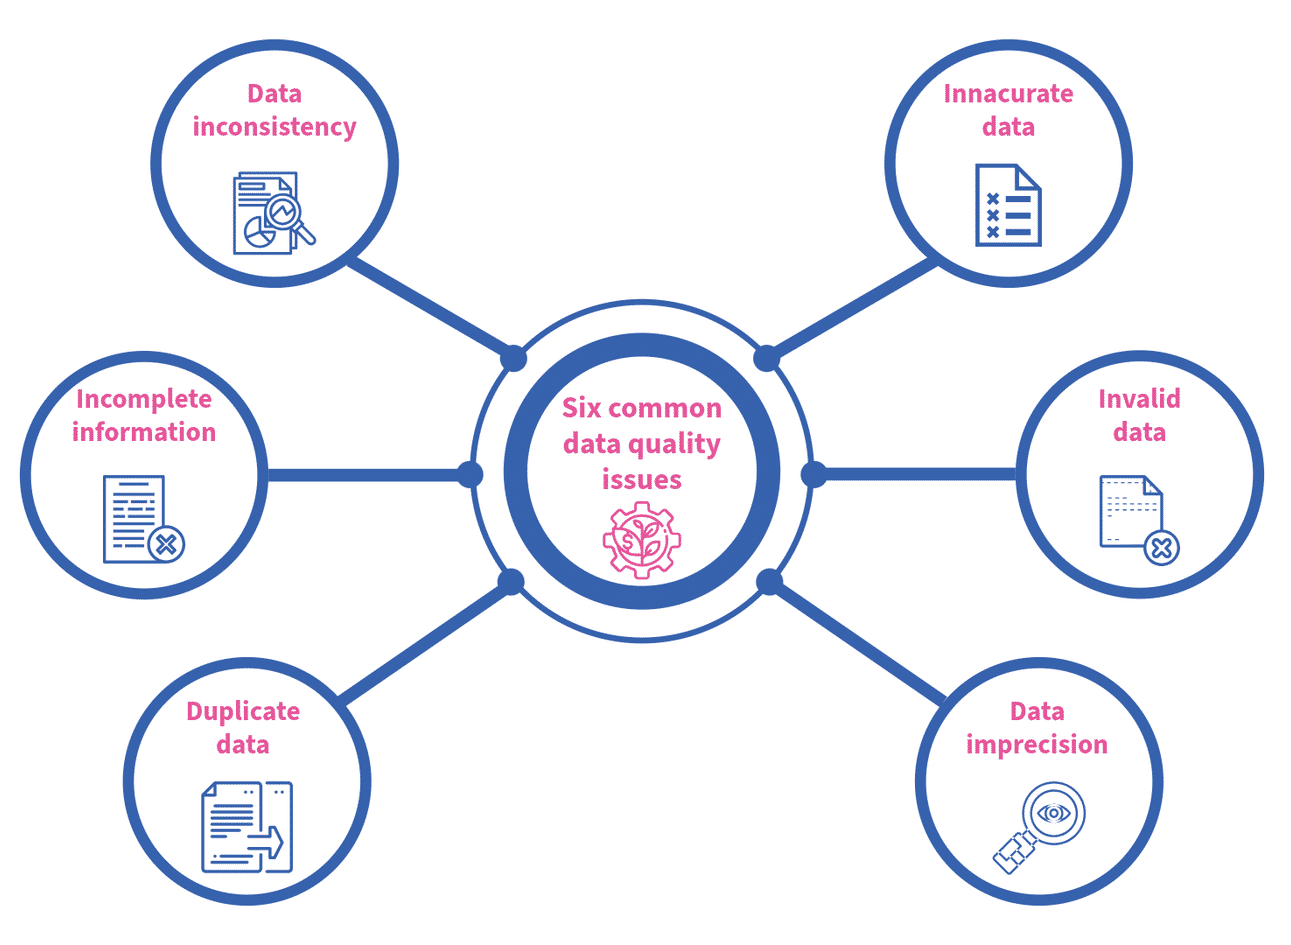 Data
inconsistency
Innacurate
data
Incomplete
information
Six common
data quality
issues
Invalid
data
Duplicate
data
Data
imprecision